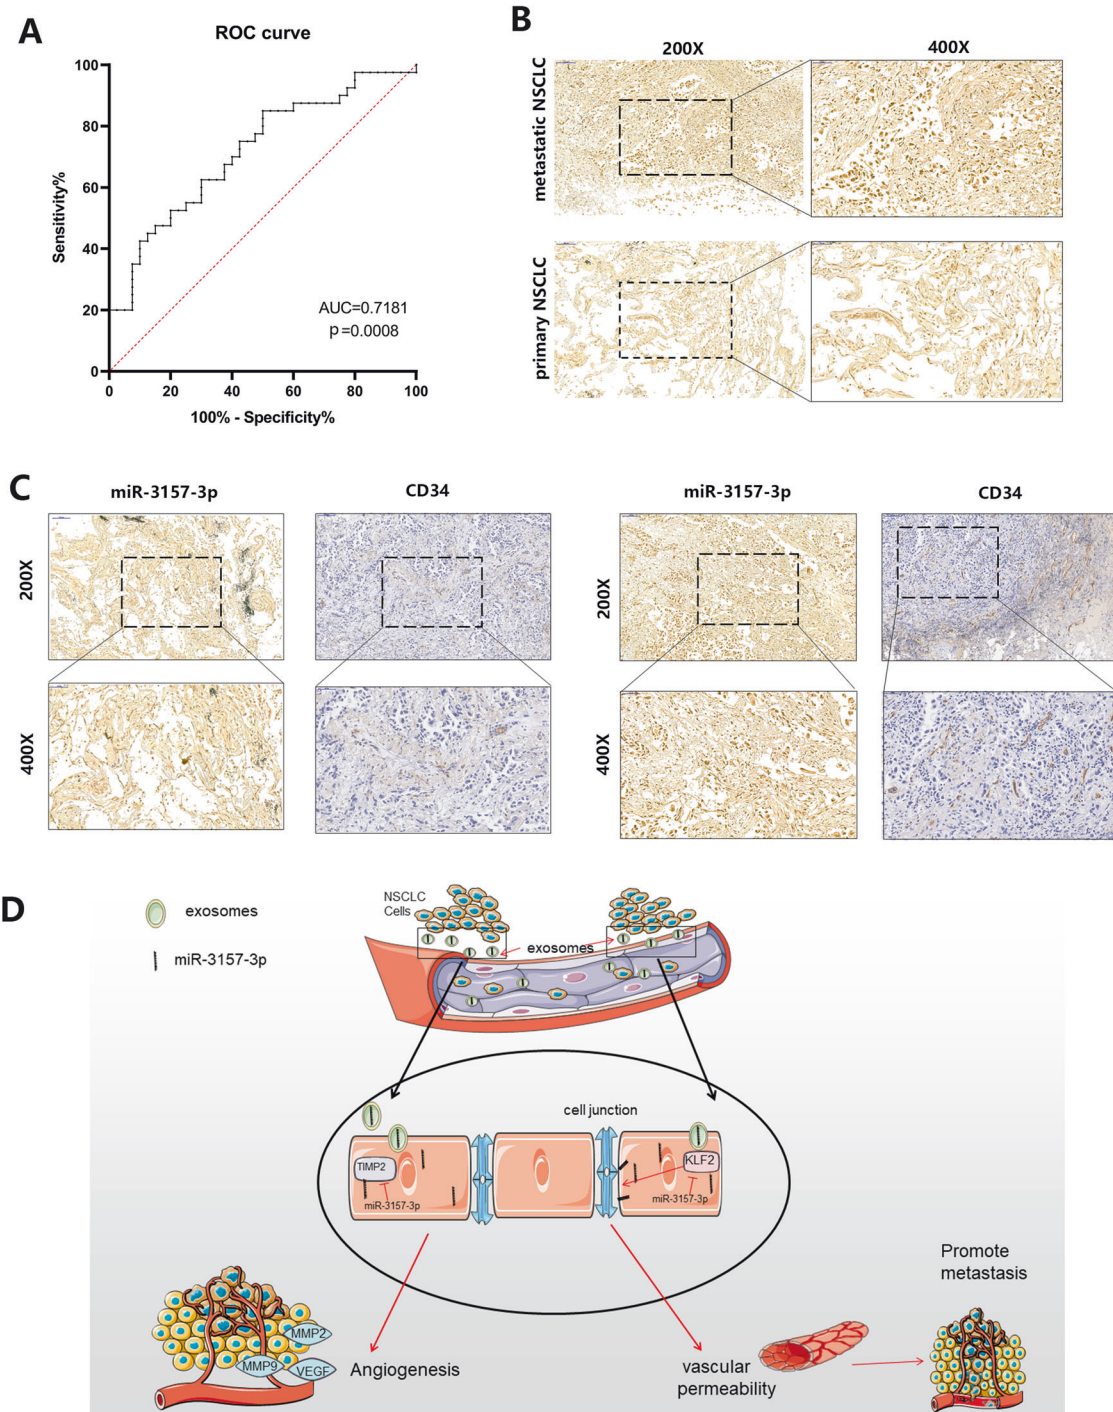 A
ROC curve
100
80
60
40
20
0
Sensitivity%
0 20 40 60 80 100
100% - Specificity%
AUC=0.7181
p=0.0008
B
200X 400X
metastatic NSCLC
primary NSCLC
C
miR-3157-3p CD34 miR-3157-3p CD34
200X 200X
400X 400X
D
exosomes
miR-3157-3p
NSCLC
Cells
exosomes
cell junction
TIMP2
miR-3157-3p
KLF2
miR-3157-3p
MMP2
MMP9
VEGF
Angiogenesis
vascular
permeability
Promote
metastasis